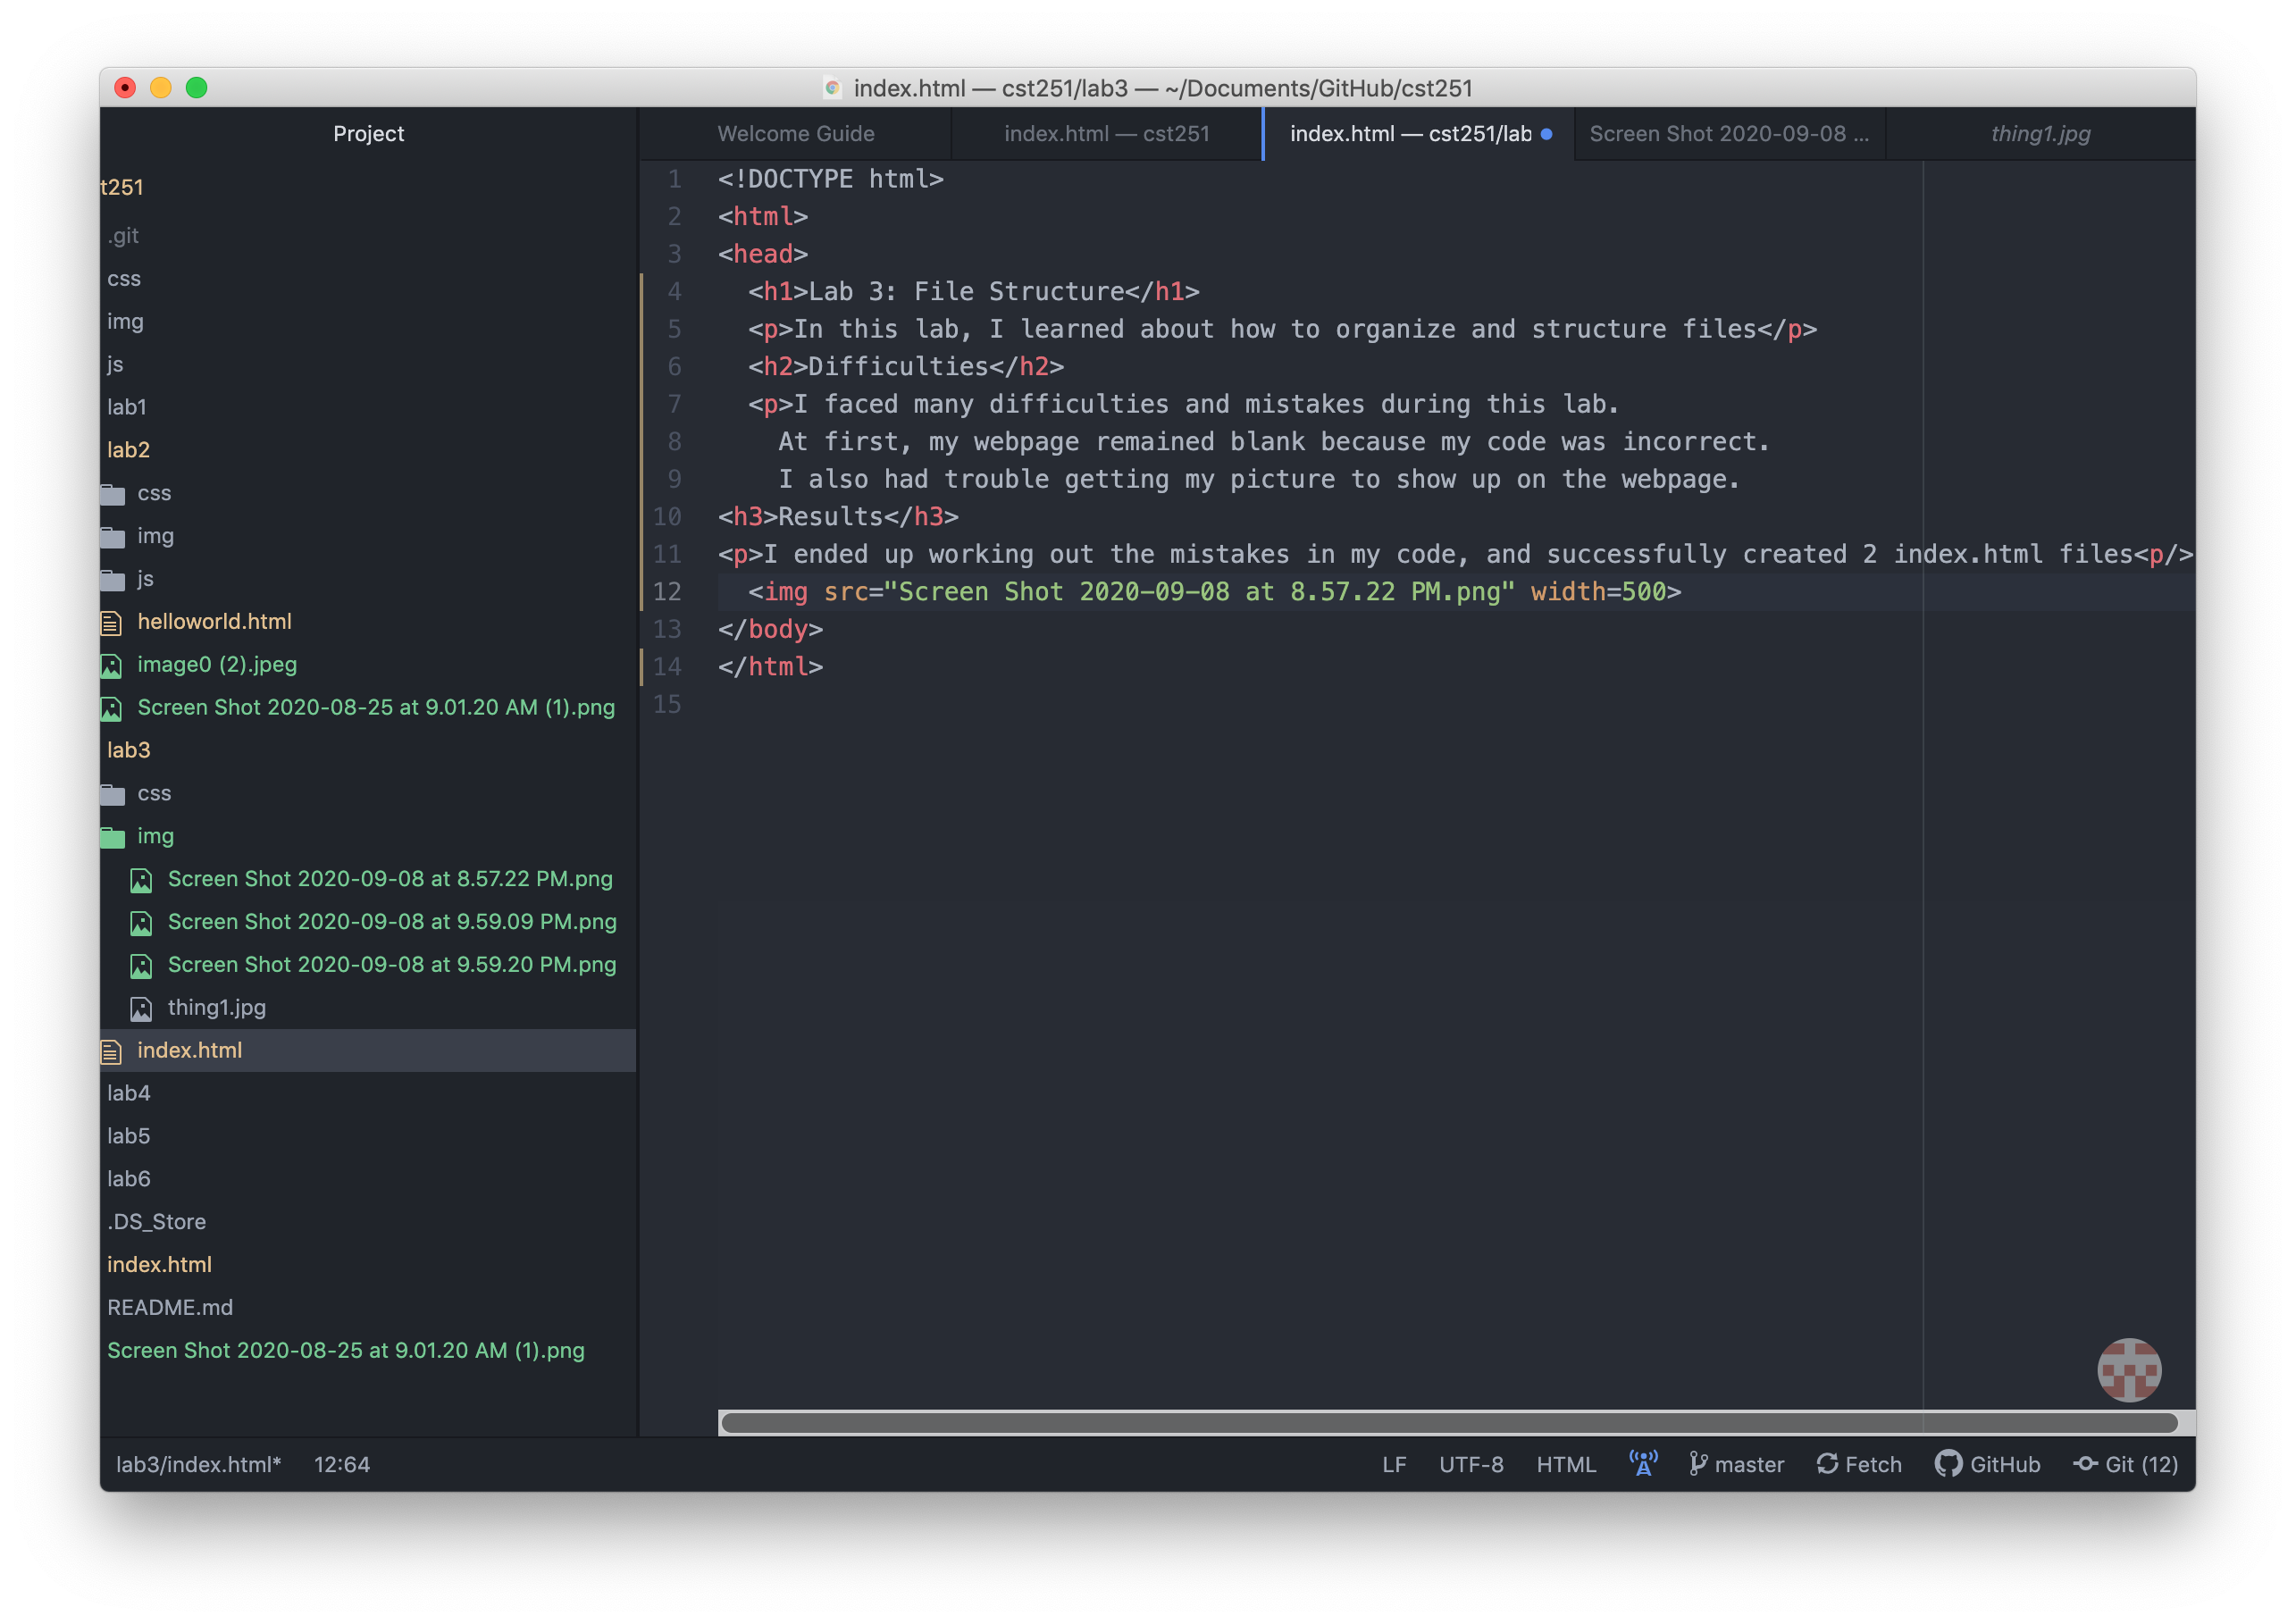 index.html — cst251/lab3 — ~/Documents/GitHub/cst251
Project
Welcome Guide
index.html — cst251
index.html — cst251/lab
Screen Shot 2020-09-08 ...
thing1.jpg
t251
.git
css
img
js
lab1
lab2
css
img
js
helloworld.html
image0 (2).jpeg
Screen Shot 2020-08-25 at 9.01.20 AM (1).png
lab3
css
img
Screen Shot 2020-09-08 at 8.57.22 PM.png
Screen Shot 2020-09-08 at 9.59.09 PM.png
Screen Shot 2020-09-08 at 9.59.20 PM.png
thing1.jpg
index.html
lab4
lab5
lab6
.DS_Store
index.html
README.md
Screen Shot 2020-08-25 at 9.01.20 AM (1).png
1 <!DOCTYPE html>
2 <html>
3 <head>
4 <h1>Lab 3: File Structure</h1>
5 <p>In this lab, I learned about how to organize and structure files</p>
6 <h2>Difficulties</h2>
7 <p>I faced many difficulties and mistakes during this lab.
8 At first, my webpage remained blank because my code was incorrect.
9 I also had trouble getting my picture to show up on the webpage.
10 <h3>Results</h3>
11 <p>I ended up working out the mistakes in my code, and successfully created 2 index.html files<p/>
12 <img src="Screen Shot 2020-09-08 at 8.57.22 PM.png" width=500>
13 </body>
14 </html>
15
lab3/index.html* 12:64 LF UTF-8 HTML master Fetch GitHub Git (12)